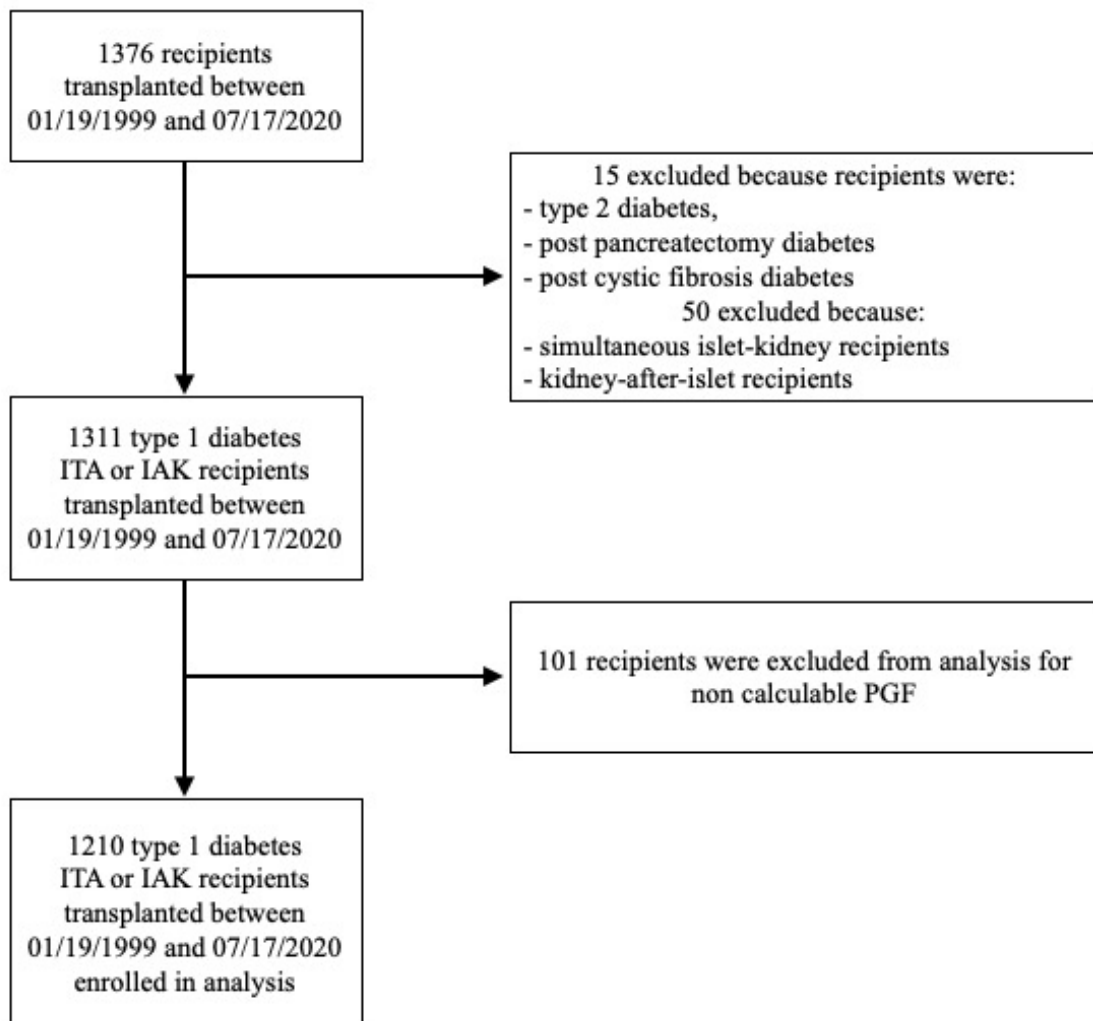 1376 recipients
transplanted between
01/19/1999 and 07/17/2020
15 excluded because recipients were:
- type 2 diabetes,
- post pancreatectomy diabetes
- post cystic fibrosis diabetes
50 excluded because:
- simultaneous islet-kidney recipients
- kidney-after-islet recipients
1311 type 1 diabetes
ITA or IAK recipients
transplanted between
01/19/1999 and 07/17/2020
101 recipients were excluded from analysis for
non calculable PGF
1210 type 1 diabetes
ITA or IAK recipients
transplanted between
01/19/1999 and 07/17/2020
enrolled in analysis